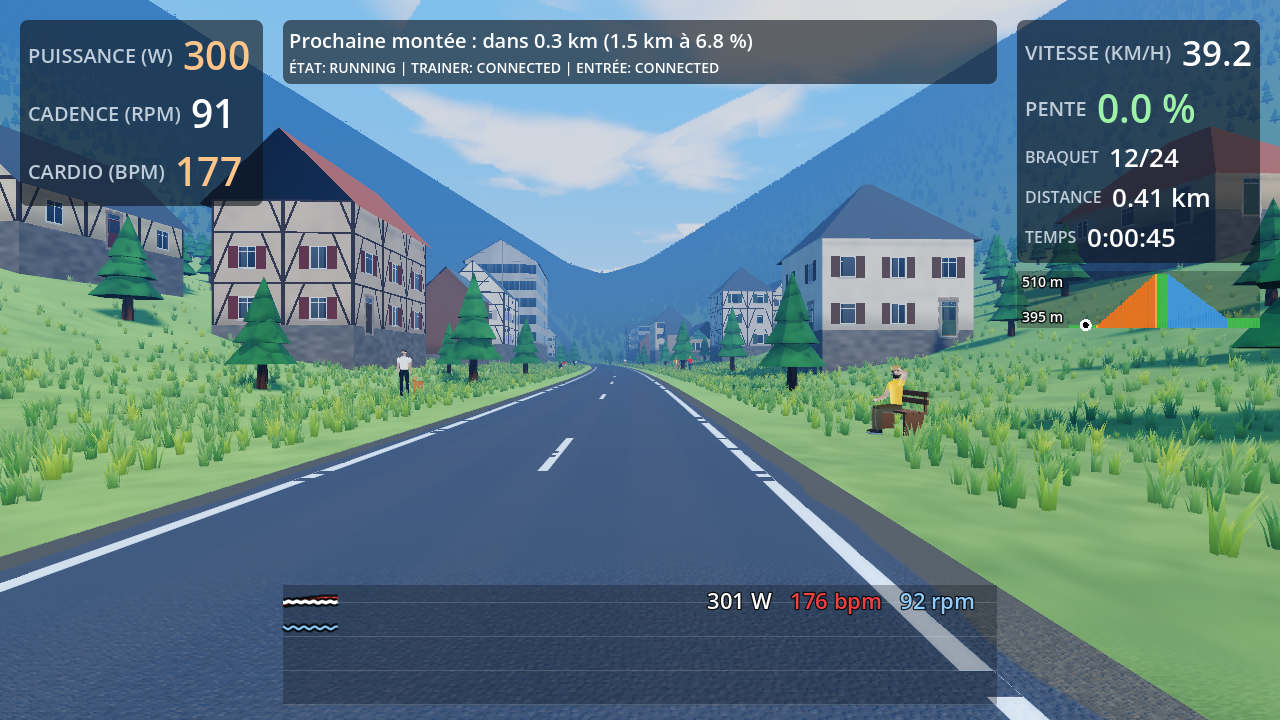 PUISSANCE (W) 300
CADENCE (RPM) 91
CARDIO (BPM) 177
Prochaine montée : dans 0.3 km (1.5 km à 6.8 %)
ÉTAT: RUNNING | TRAINER: CONNECTED | ENTRÉE: CONNECTED
VITESSE (KM/H) 39.2
PENTE 0.0 %
BRAQUET 12/24
DISTANCE 0.41 km
TEMPS 0:00:45
510 m
395 m
301 W 176 bpm 92 rpm